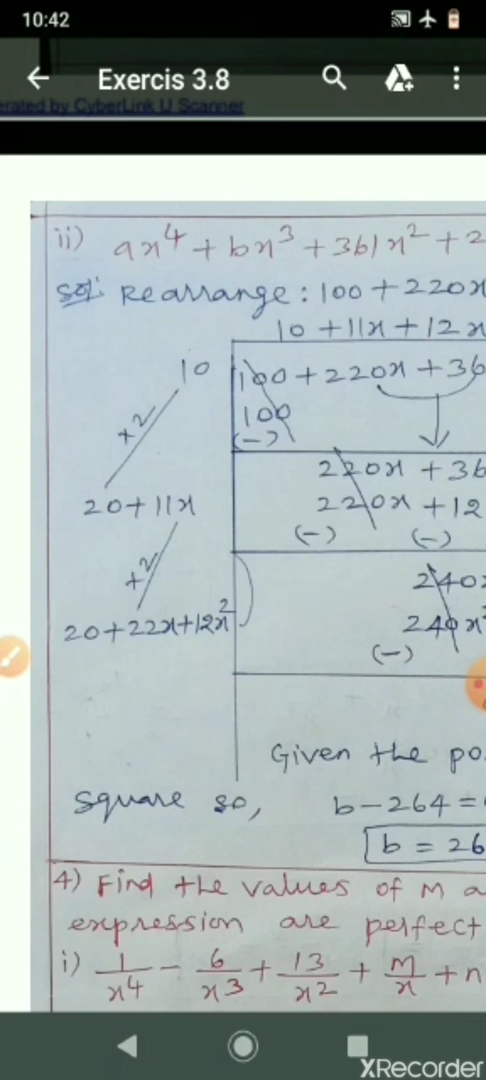 10:42
Exercis 3.8
erated by CyberLink U Scanner
ii) ax⁴ + bx³ + 361x² + 2
Sol: Rearrange : 100 + 220x
10 + 11x + 12x
10 100 + 220x + 36
×2 100
(-)
220x + 36
20 + 11x 220x + 12
(-) (-)
×2 240x
20 + 22x + 12x² 240x
(-)
Given the po
square so, b - 264 =
b = 26
4) Find the values of m a
expression are perfect
i) 1/x⁴ - 6/x³ + 13/x² + m/x + n
XRecorder